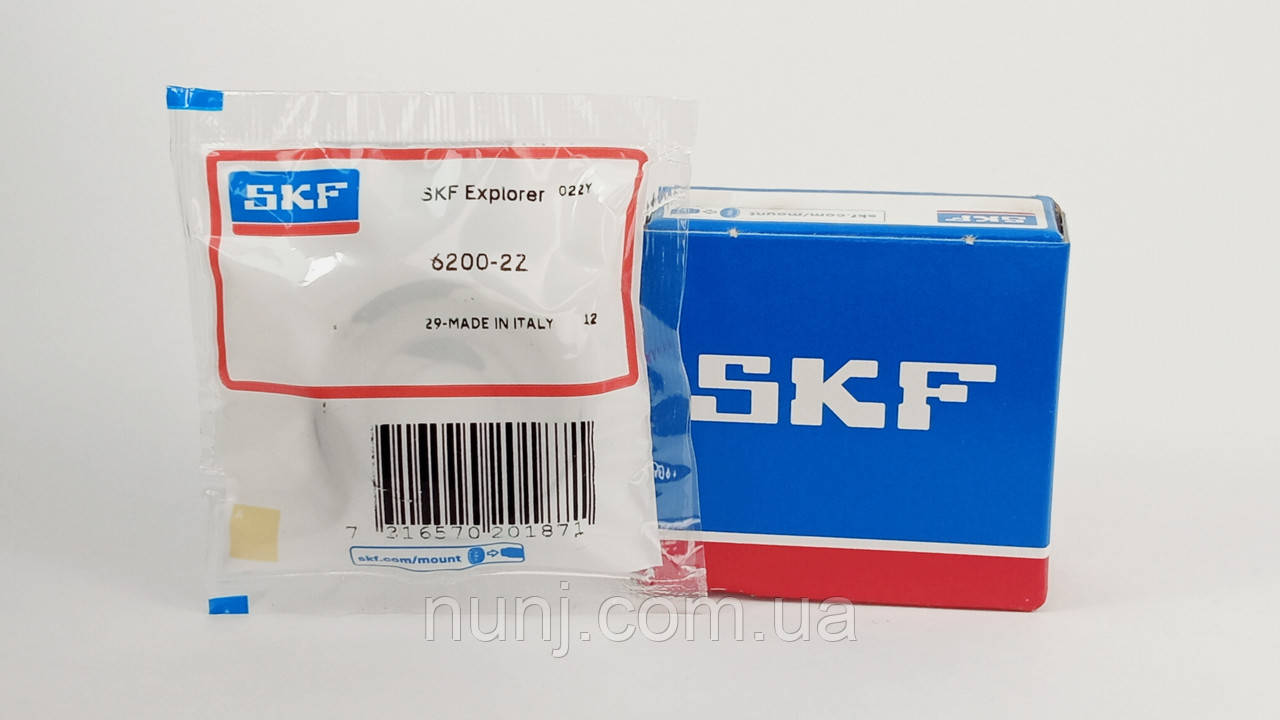 SKF
SKF Explorer 022Y
6200-2Z
29-MADE IN ITALY 12
7 316570 201871
skf.com/mount
skf.com/mount
SKF
SKF
nunj.com.ua